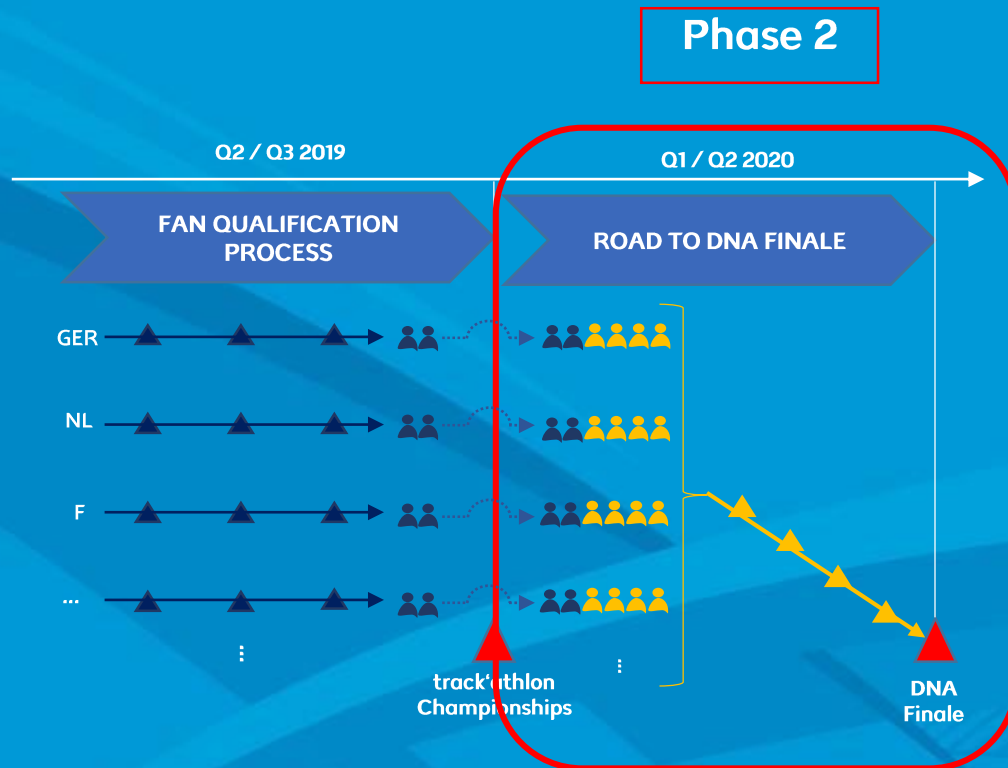 Phase 2
Q2 / Q3 2019
Q1 / Q2 2020
FAN QUALIFICATION
PROCESS
ROAD TO DNA FINALE
GER
NL
F
...
⋮
⋮
track‘athlon
Championships
DNA
Finale